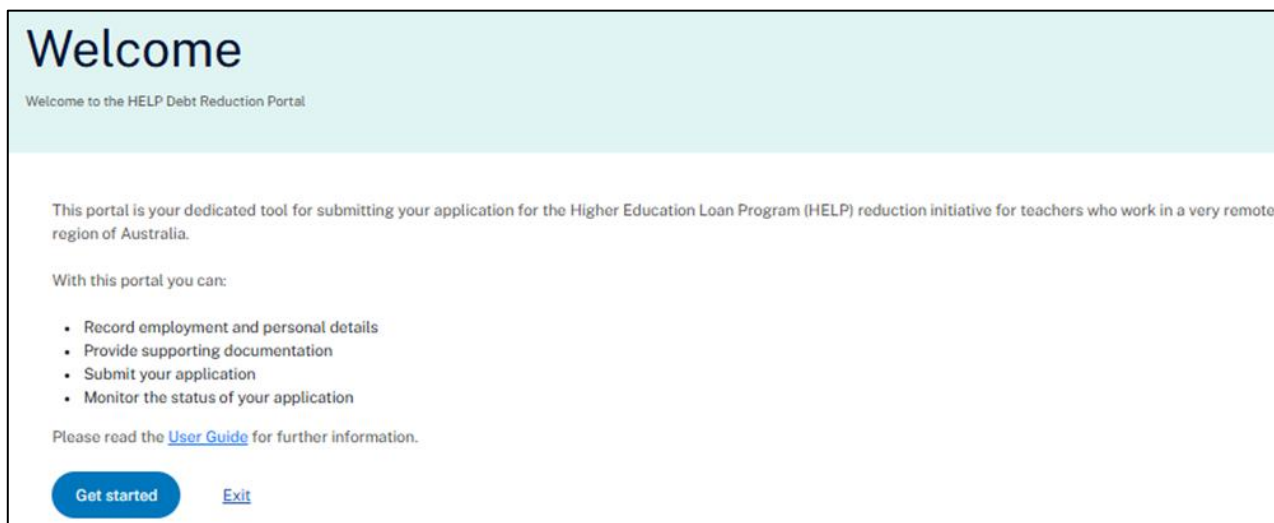 Welcome
Welcome to the HELP Debt Reduction Portal
This portal is your dedicated tool for submitting your application for the Higher Education Loan Program (HELP) reduction initiative for teachers who work in a very remote
region of Australia.
With this portal you can:
• Record employment and personal details
• Provide supporting documentation
• Submit your application
• Monitor the status of your application
Please read the User Guide for further information.
Get started Exit